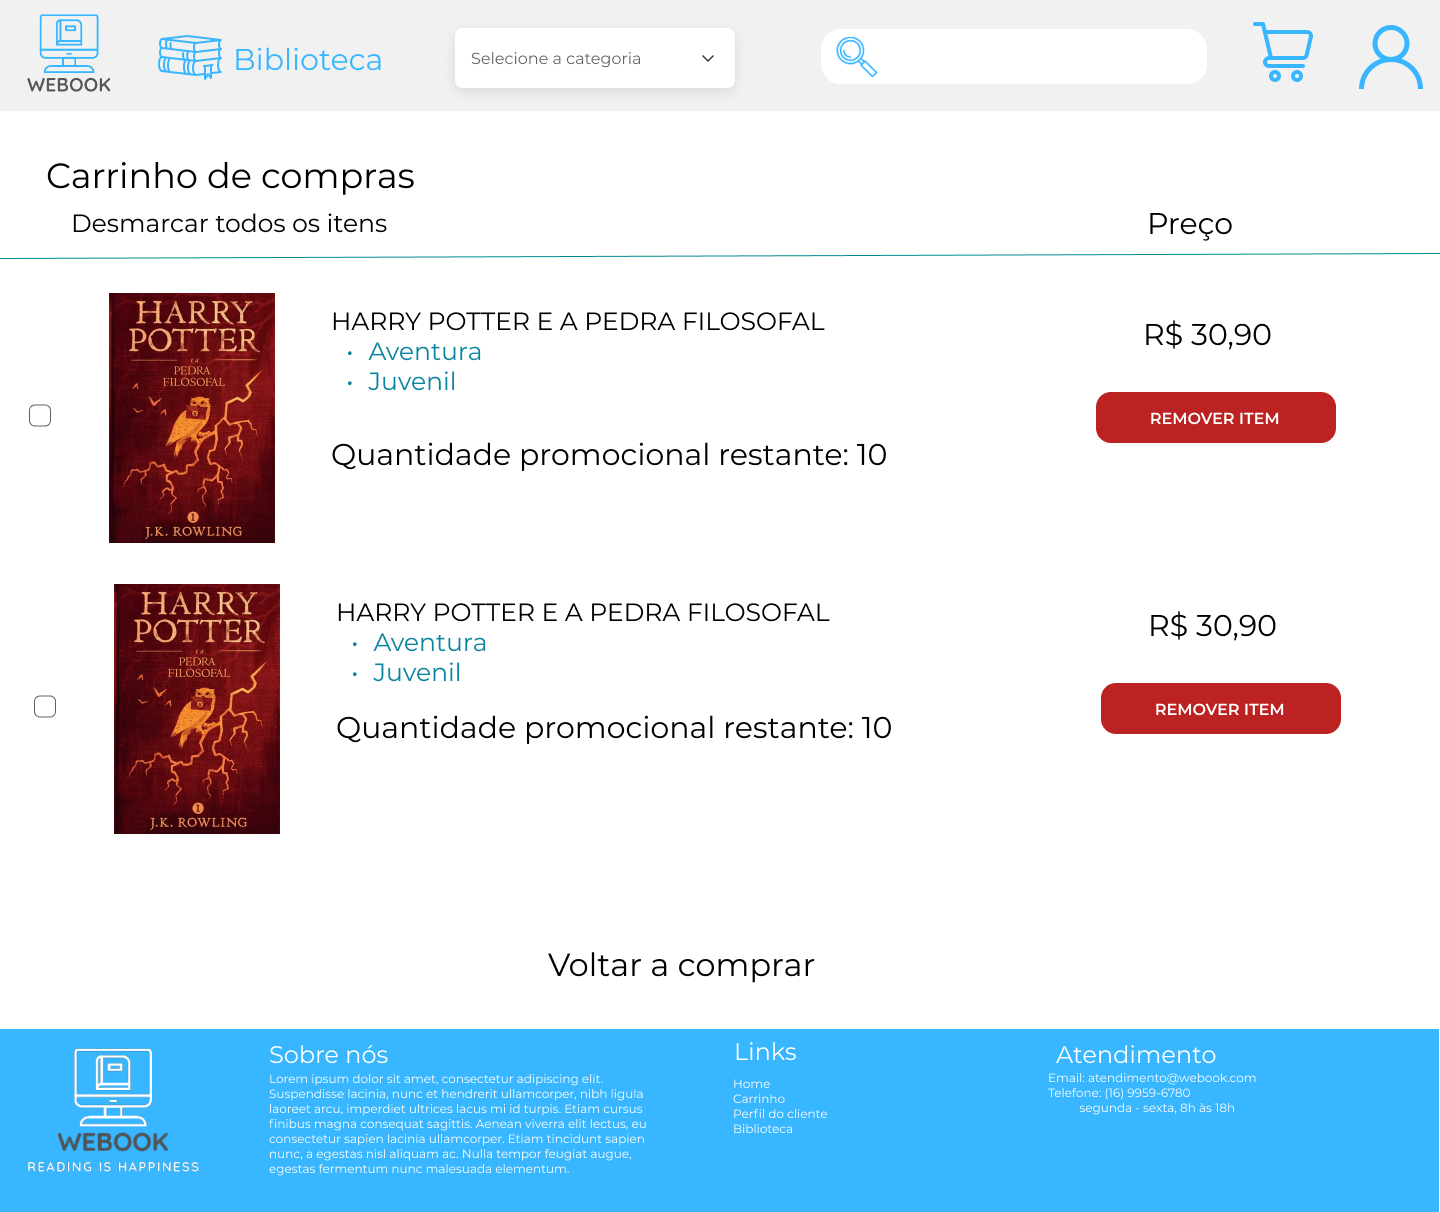 WEBOOK
Biblioteca
Selecione a categoria
Carrinho de compras
Desmarcar todos os itens
Preço
HARRY
POTTER
e a
PEDRA
FILOSOFAL
1
J.K. ROWLING
HARRY POTTER E A PEDRA FILOSOFAL
• Aventura
• Juvenil
Quantidade promocional restante: 10
R$ 30,90
REMOVER ITEM
HARRY
POTTER
e a
PEDRA
FILOSOFAL
1
J.K. ROWLING
HARRY POTTER E A PEDRA FILOSOFAL
• Aventura
• Juvenil
Quantidade promocional restante: 10
R$ 30,90
REMOVER ITEM
Voltar a comprar
WEBOOK
READING IS HAPPINESS
Sobre nós
Lorem ipsum dolor sit amet, consectetur adipiscing elit.
Suspendisse lacinia, nunc et hendrerit ullamcorper, nibh ligula
laoreet arcu, imperdiet ultrices lacus mi id turpis. Etiam cursus
finibus magna consequat sagittis. Aenean viverra elit lectus, eu
consectetur sapien lacinia ullamcorper. Etiam tincidunt sapien
nunc, a egestas nisl aliquam ac. Nulla tempor feugiat augue,
egestas fermentum nunc malesuada elementum.
Links
Home
Carrinho
Perfil do cliente
Biblioteca
Atendimento
Email: atendimento@webook.com
Telefone: (16) 9959-6780
segunda - sexta, 8h às 18h